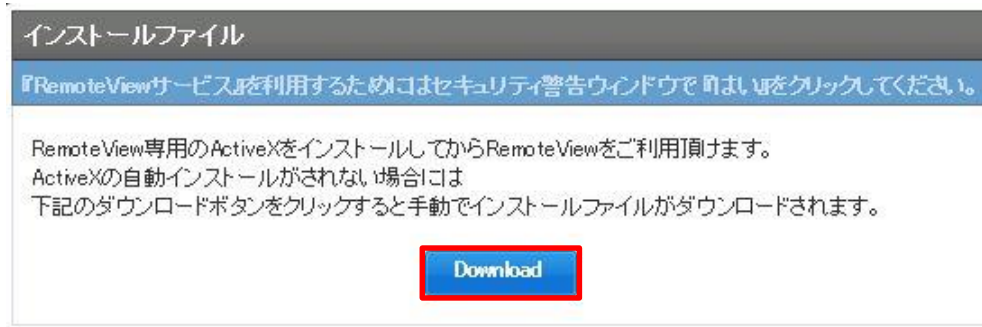 インストールファイル
『RemoteViewサービス』を利用するためにはセキュリティ警告ウィンドウで『はい』をクリックしてください。
RemoteView専用のActiveXをインストールしてからRemoteViewをご利用頂けます。
ActiveXの自動インストールがされない場合には
下記のダウンロードボタンをクリックすると手動でインストールファイルがダウンロードされます。
Download